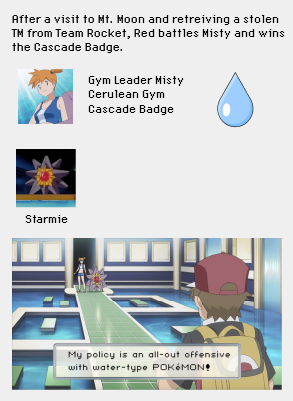 After a visit to Mt. Moon and retreiving a stolen
TM from Team Rocket, Red battles Misty and wins
the Cascade Badge.
Gym Leader Misty
Cerulean Gym
Cascade Badge
Starmie
My policy is an all-out offensive
with water-type POKéMON!